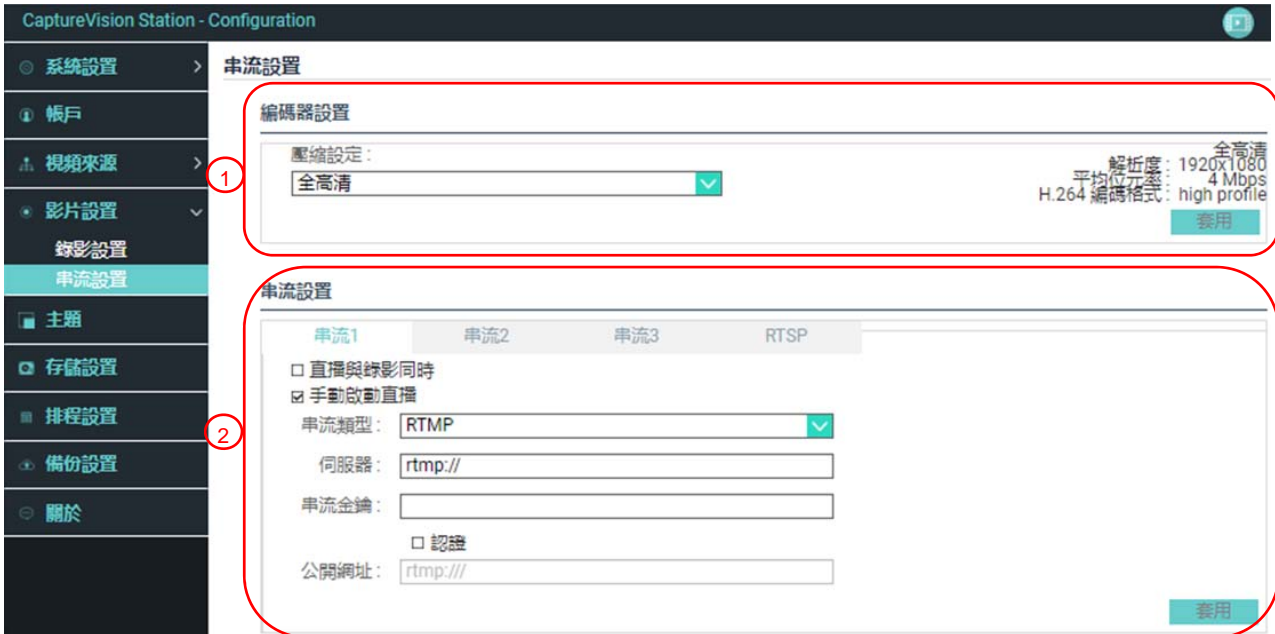 CaptureVision Station - Configuration
系統設置
帳戶
視頻來源
影片設置
錄影設置
串流設置
主題
存儲設置
排程設置
備份設置
關於
串流設置
1
編碼器設置
壓縮設定 :
全高清
全高清
解析度 : 1920x1080
平均位元率 : 4 Mbps
H.264 編碼格式 : high profile
套用
2
串流設置
串流1 串流2 串流3 RTSP
直播與錄影同時
手動啟動直播
串流類型 : RTMP
伺服器 : rtmp://
串流金鑰 :
認證
公開網址 : rtmp:///
套用